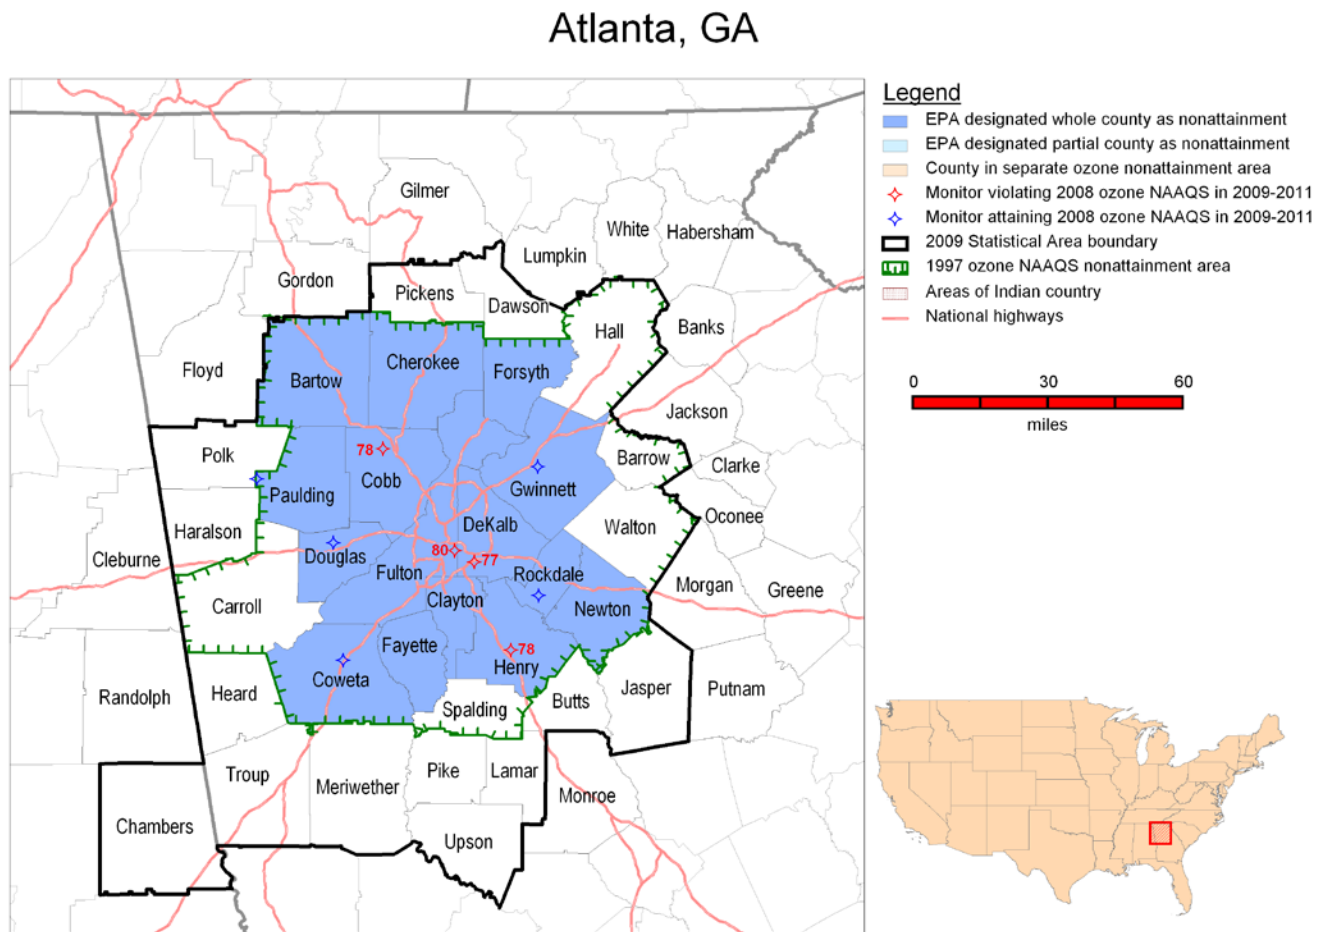 Atlanta, GA
Legend
EPA designated whole county as nonattainment
EPA designated partial county as nonattainment
County in separate ozone nonattainment area
Monitor violating 2008 ozone NAAQS in 2009-2011
Monitor attaining 2008 ozone NAAQS in 2009-2011
2009 Statistical Area boundary
1997 ozone NAAQS nonattainment area
Areas of Indian country
National highways
0 30 60
miles
Gilmer
White
Habersham
Lumpkin
Gordon
Pickens
Dawson
Hall
Banks
Floyd
Bartow
Cherokee
Forsyth
Jackson
Polk
78
Cobb
Barrow
Clarke
Paulding
Gwinnett
Haralson
DeKalb
Walton
Oconee
Cleburne
Douglas
80
77
Fulton
Rockdale
Morgan
Greene
Carroll
Clayton
Newton
Fayette
78
Henry
Coweta
Randolph
Heard
Spalding
Butts
Jasper
Putnam
Troup
Meriwether
Pike
Lamar
Monroe
Chambers
Upson